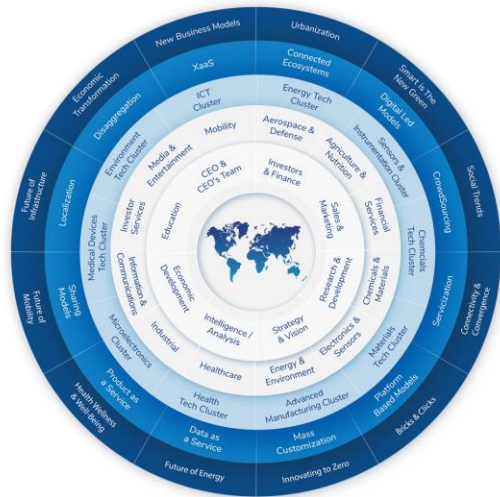 New Business Models
Urbanization
Smart is The
New Green
Social Trends
Connectivity &
Convergence
Bricks & Clicks
Innovating to Zero
Future of Energy
Health Wellness
& Well-Being
Future of
Mobility
Future of
Infrastructure
Economic
Transformation
XaaS
Connected
Ecosystems
Digital Led
Models
CrowdSourcing
Servicization
Platform
Based Models
Mass
Customization
Data as
a Service
Product as
a Service
Sharing
Models
Localization
Disaggregation
ICT
Cluster
Energy Tech
Cluster
Sensors &
Instrumentation Cluster
Chemcials
Tech Cluster
Materials
Tech Cluster
Advanced
Manufacturing Cluster
Health
Tech Cluster
Microelectronics
Cluster
Medical Devices
Tech Cluster
Environment
Tech Cluster
Mobility
Aerospace &
Defense
Agriculture &
Nutrition
Financial
Services
Chemicals &
Materials
Electronics &
Sensors
Energy &
Environment
Healthcare
Industrial
Information &
Communications
Investor
Services
Media &
Entertainment
CEO &
CEO's Team
Investors
& Finance
Sales &
Marketing
Research &
Development
Strategy
& Vision
Intelligence /
Analysis
Economic
Development
Education